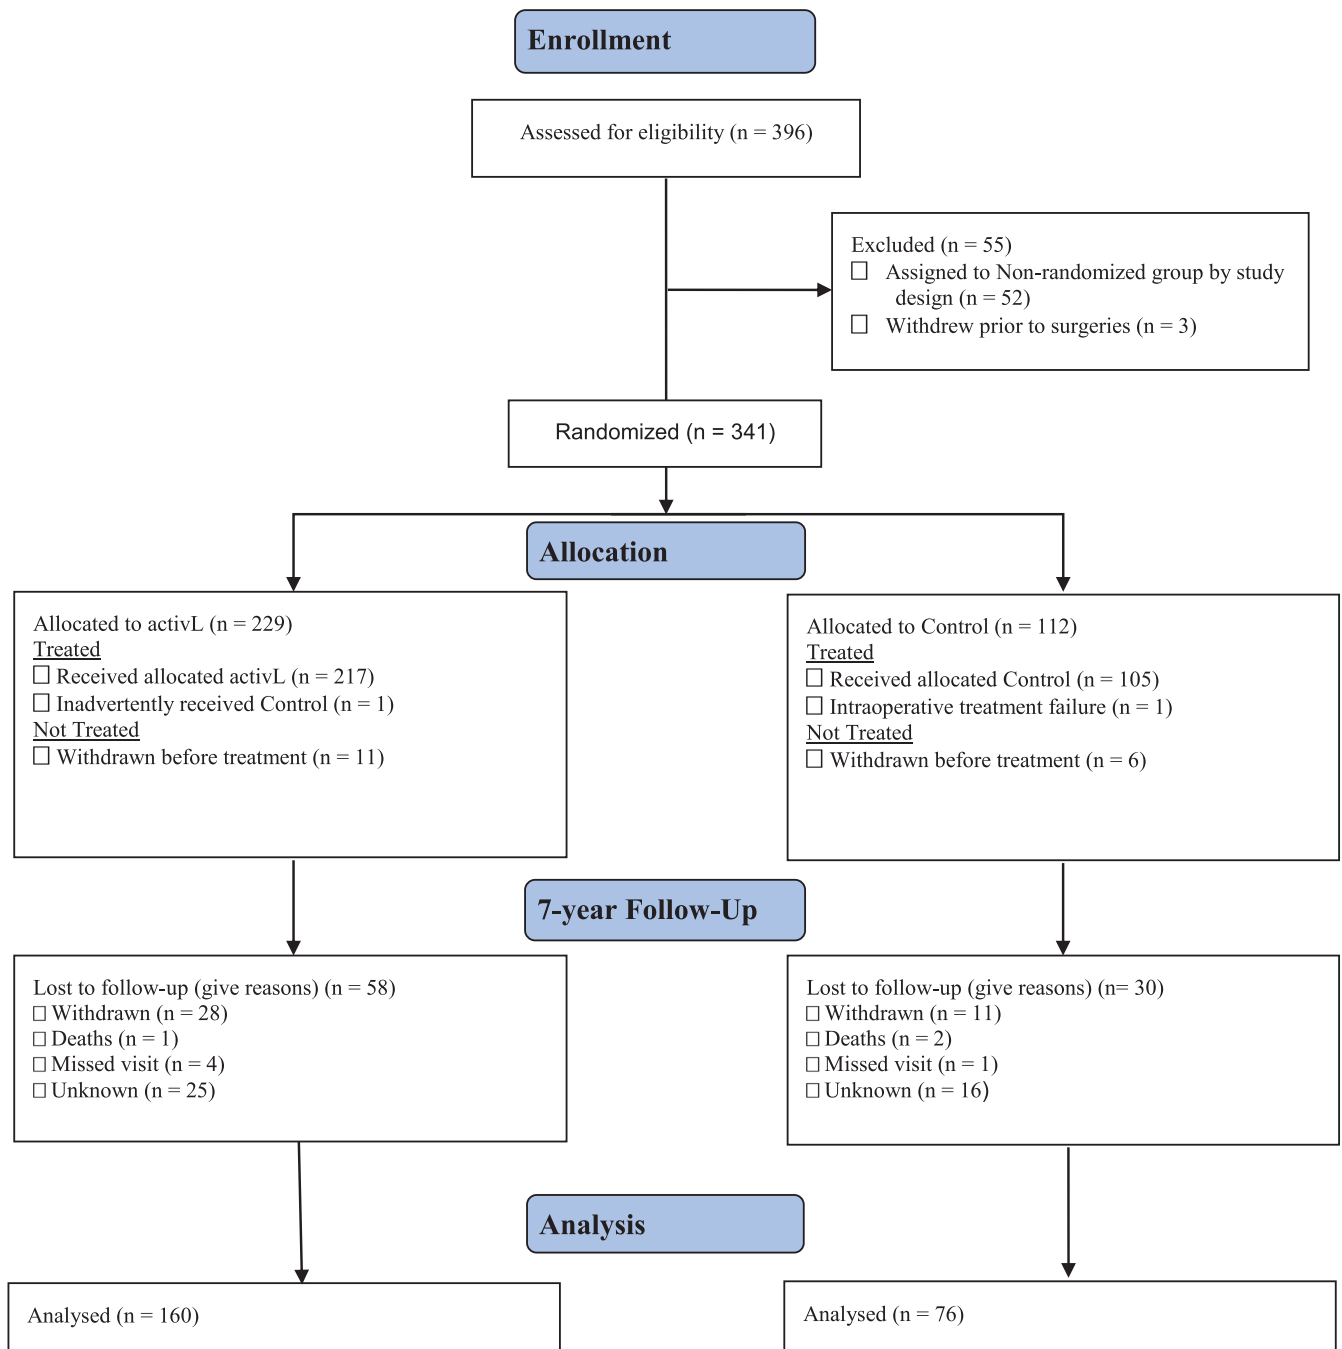 Enrollment
Assessed for eligibility (n = 396)
Excluded (n = 55)
☐ Assigned to Non-randomized group by study
design (n = 52)
☐ Withdrew prior to surgeries (n = 3)
Randomized (n = 341)
Allocation
Allocated to activL (n = 229)
Treated
☐ Received allocated activL (n = 217)
☐ Inadvertently received Control (n = 1)
Not Treated
☐ Withdrawn before treatment (n = 11)
Allocated to Control (n = 112)
Treated
☐ Received allocated Control (n = 105)
☐ Intraoperative treatment failure (n = 1)
Not Treated
☐ Withdrawn before treatment (n = 6)
7-year Follow-Up
Lost to follow-up (give reasons) (n = 58)
☐ Withdrawn (n = 28)
☐ Deaths (n = 1)
☐ Missed visit (n = 4)
☐ Unknown (n = 25)
Lost to follow-up (give reasons) (n= 30)
☐ Withdrawn (n = 11)
☐ Deaths (n = 2)
☐ Missed visit (n = 1)
☐ Unknown (n = 16)
Analysis
Analysed (n = 160)
Analysed (n = 76)